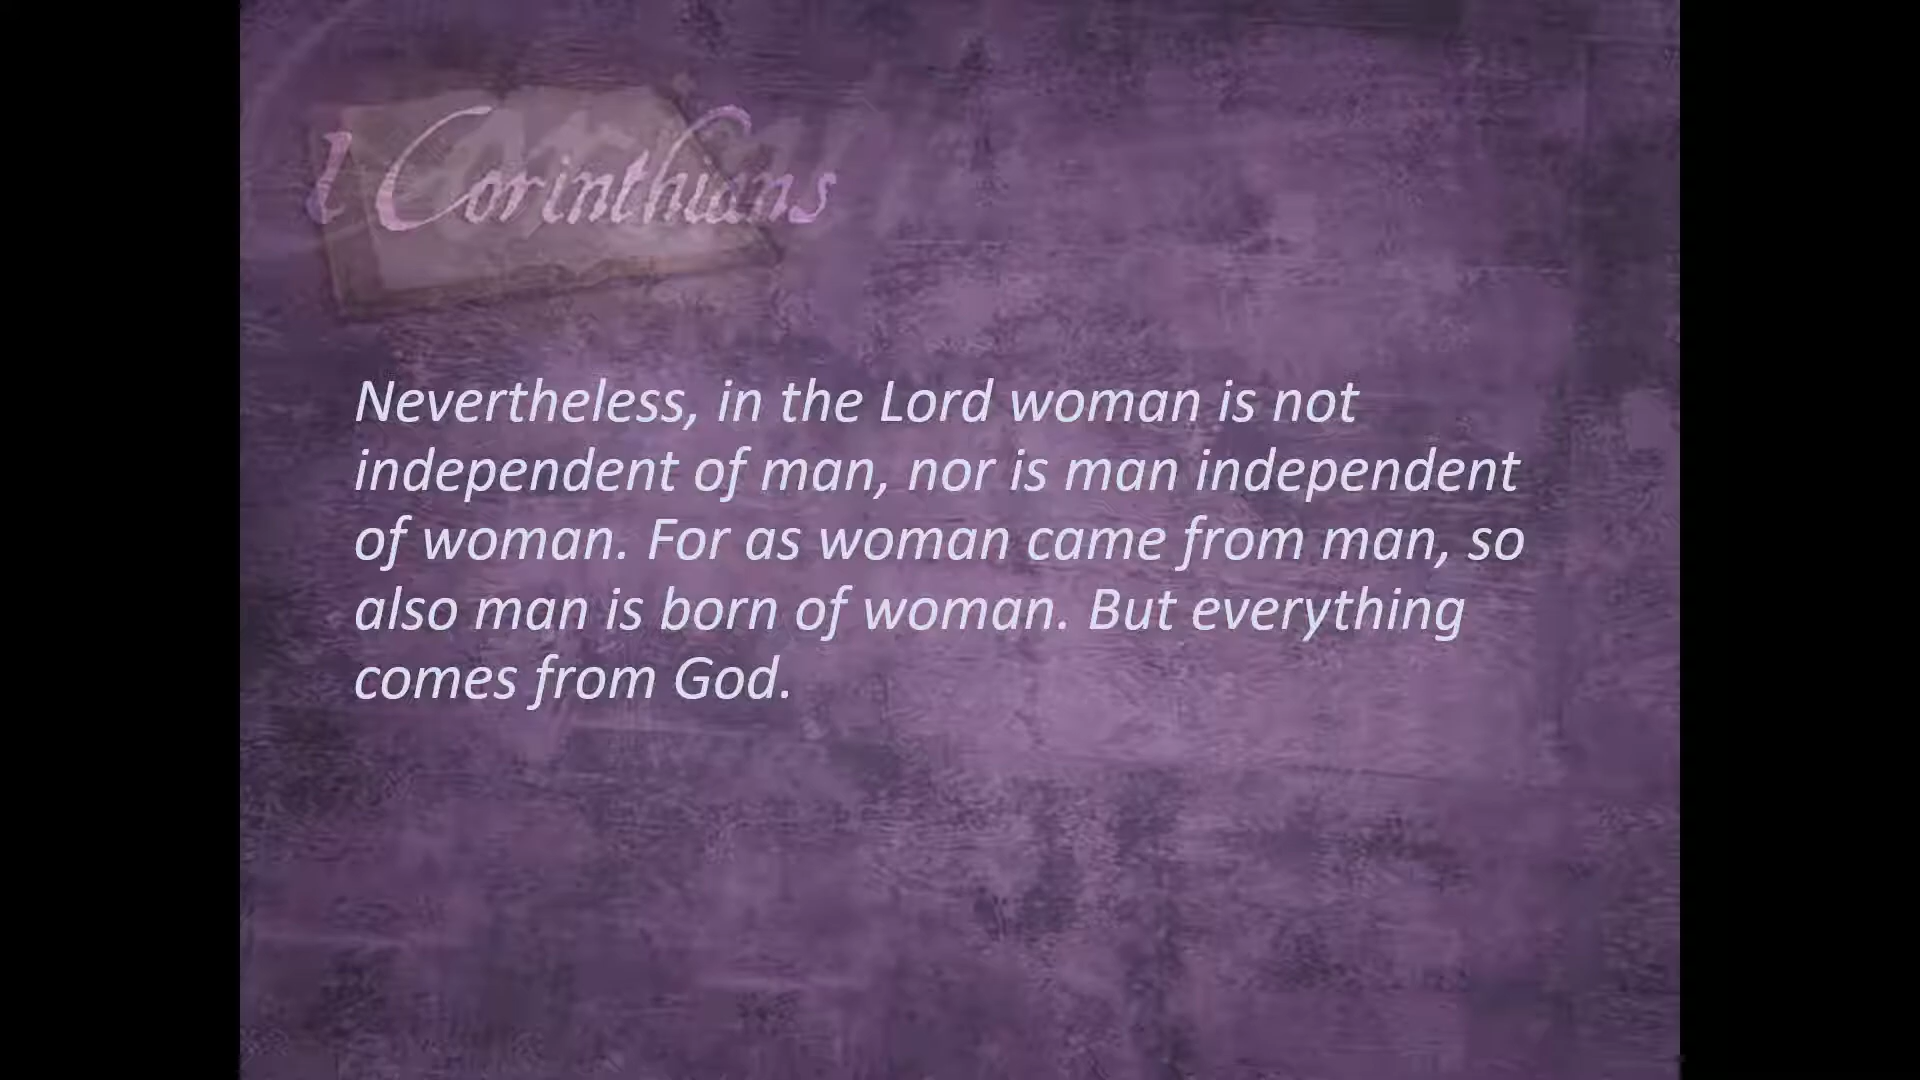 1 Corinthians
Nevertheless, in the Lord woman is not
independent of man, nor is man independent
of woman. For as woman came from man, so
also man is born of woman. But everything
comes from God.